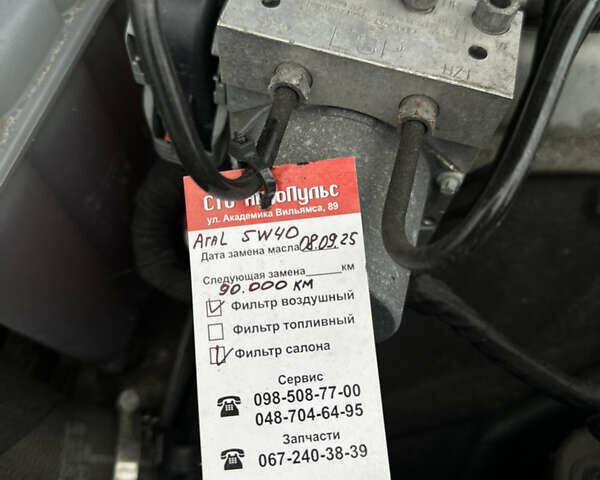 СТО АвтоПульс
ул. Академика Вильямса, 89
Aral 5W40
Дата замена масла 08.09.25
Следующая замена______км
90.000 км
Фильтр воздушный
Фильтр топливный
Фильтр салона
Сервис
098-508-77-00
048-704-64-95
Запчасти
067-240-38-39